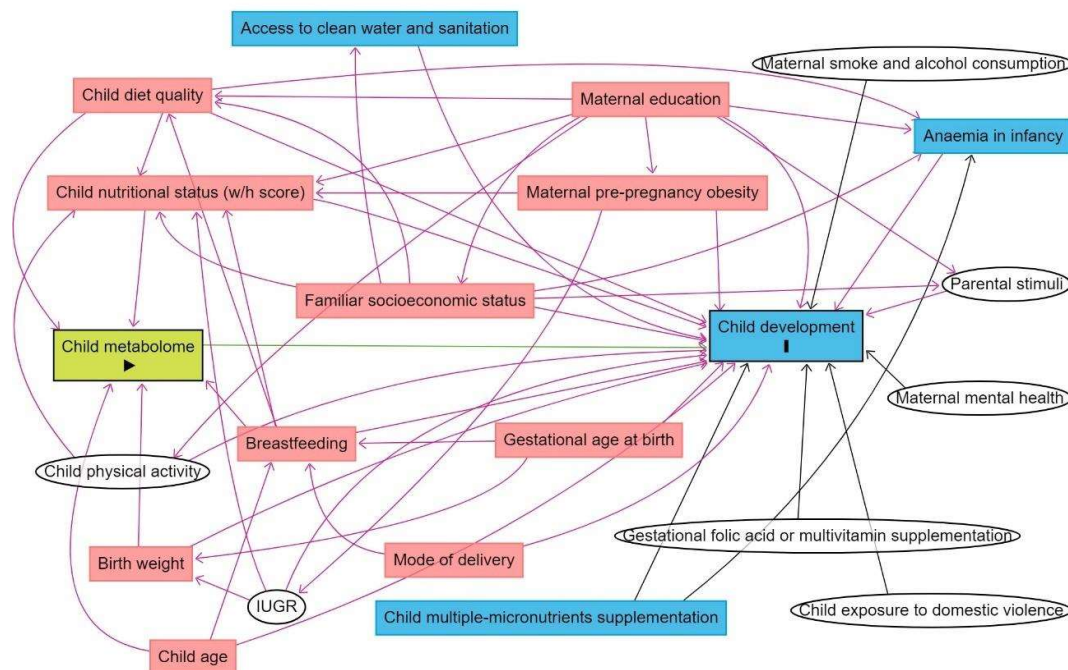 Access to clean water and sanitation
Maternal smoke and alcohol consumption
Child diet quality
Maternal education
Anaemia in infancy
Child nutritional status (w/h score)
Maternal pre-pregnancy obesity
Parental stimuli
Familiar socioeconomic status
Child development
Child metabolome
Maternal mental health
Breastfeeding
Gestational age at birth
Child physical activity
Gestational folic acid or multivitamin supplementation
Birth weight
Mode of delivery
IUGR
Child multiple-micronutrients supplementation
Child exposure to domestic violence
Child age